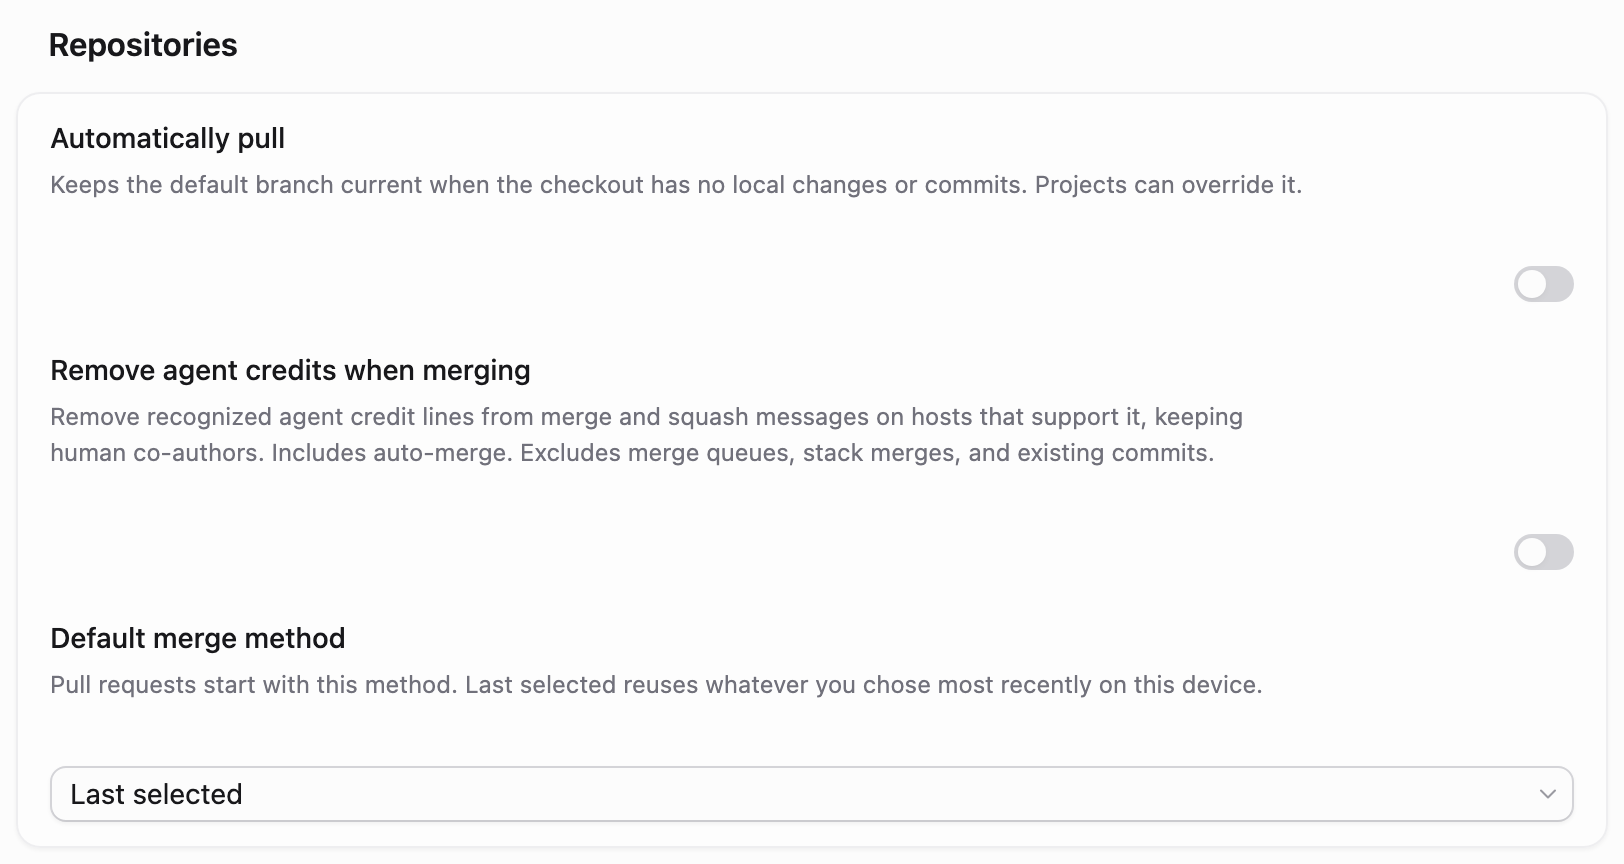 Repositories
Automatically pull
Keeps the default branch current when the checkout has no local changes or commits. Projects can override it.
Remove agent credits when merging
Remove recognized agent credit lines from merge and squash messages on hosts that support it, keeping
human co-authors. Includes auto-merge. Excludes merge queues, stack merges, and existing commits.
Default merge method
Pull requests start with this method. Last selected reuses whatever you chose most recently on this device.
Last selected